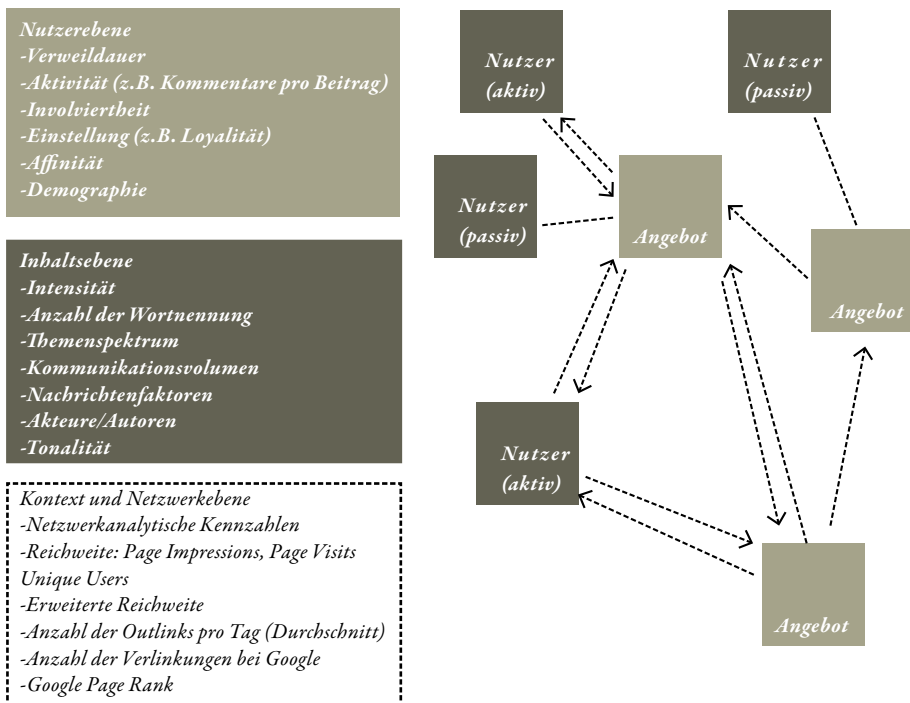 Nutzerebene
-Verweildauer
-Aktivität (z.B. Kommentare pro Beitrag)
-Involviertheit
-Einstellung (z.B. Loyalität)
-Affinität
-Demographie
Inhaltsebene
-Intensität
-Anzahl der Wortnennung
-Themenspektrum
-Kommunikationsvolumen
-Nachrichtenfaktoren
-Akteure/Autoren
-Tonalität
Kontext und Netzwerkebene
-Netzwerkanalytische Kennzahlen
-Reichweite: Page Impressions, Page Visits
Unique Users
-Erweiterte Reichweite
-Anzahl der Outlinks pro Tag (Durchschnitt)
-Anzahl der Verlinkungen bei Google
-Google Page Rank
Nutzer
(aktiv)
Nutzer
(passiv)
Nutzer
(passiv)
Angebot
Angebot
Nutzer
(aktiv)
Angebot